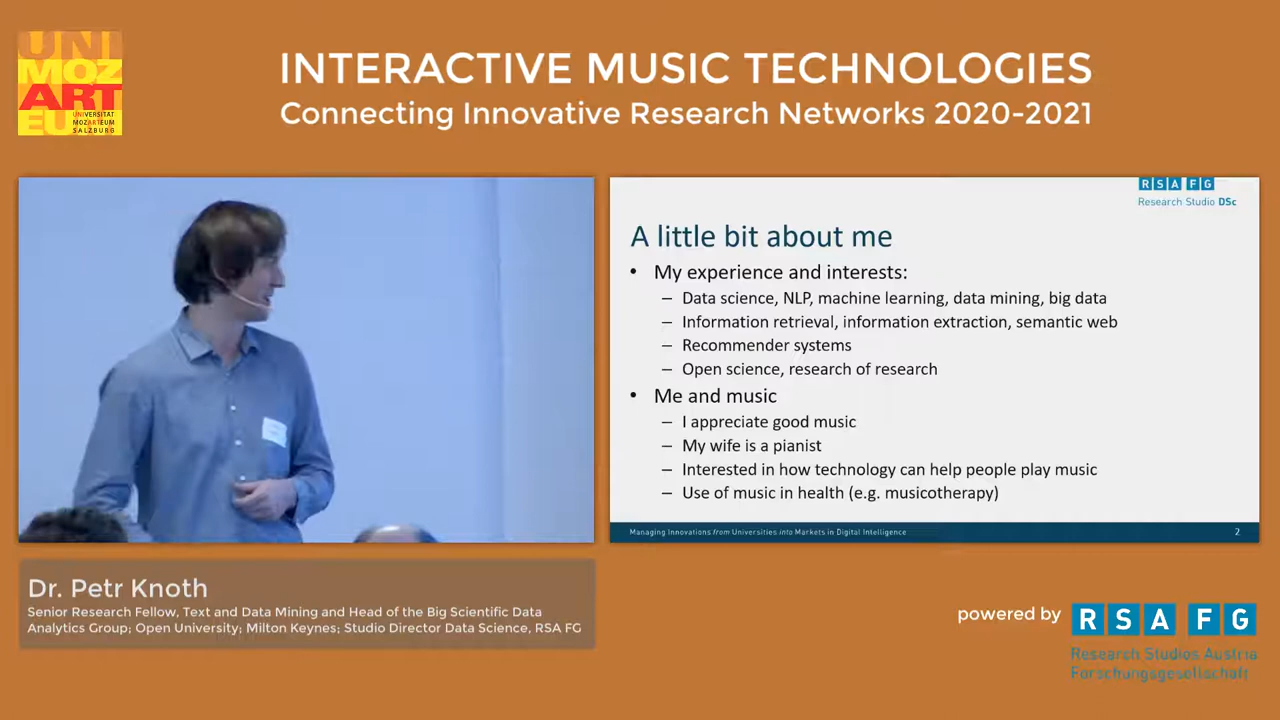 UNI
MOZ
ART
EU
UNIVERSITÄT
MOZARTEUM
SALZBURG
INTERACTIVE MUSIC TECHNOLOGIES
Connecting Innovative Research Networks 2020-2021
RSA FG
Research Studio DSc
A little bit about me
• My experience and interests:
– Data science, NLP, machine learning, data mining, big data
– Information retrieval, information extraction, semantic web
– Recommender systems
– Open science, research of research
• Me and music
– I appreciate good music
– My wife is a pianist
– Interested in how technology can help people play music
– Use of music in health (e.g. musicotherapy)
Managing Innovations from Universities into Markets in Digital Intelligence 2
Dr. Petr Knoth
Senior Research Fellow, Text and Data Mining and Head of the Big Scientific Data
Analytics Group; Open University; Milton Keynes; Studio Director Data Science, RSA FG
powered by RSA FG
Research Studios Austria
Forschungsgesellschaft